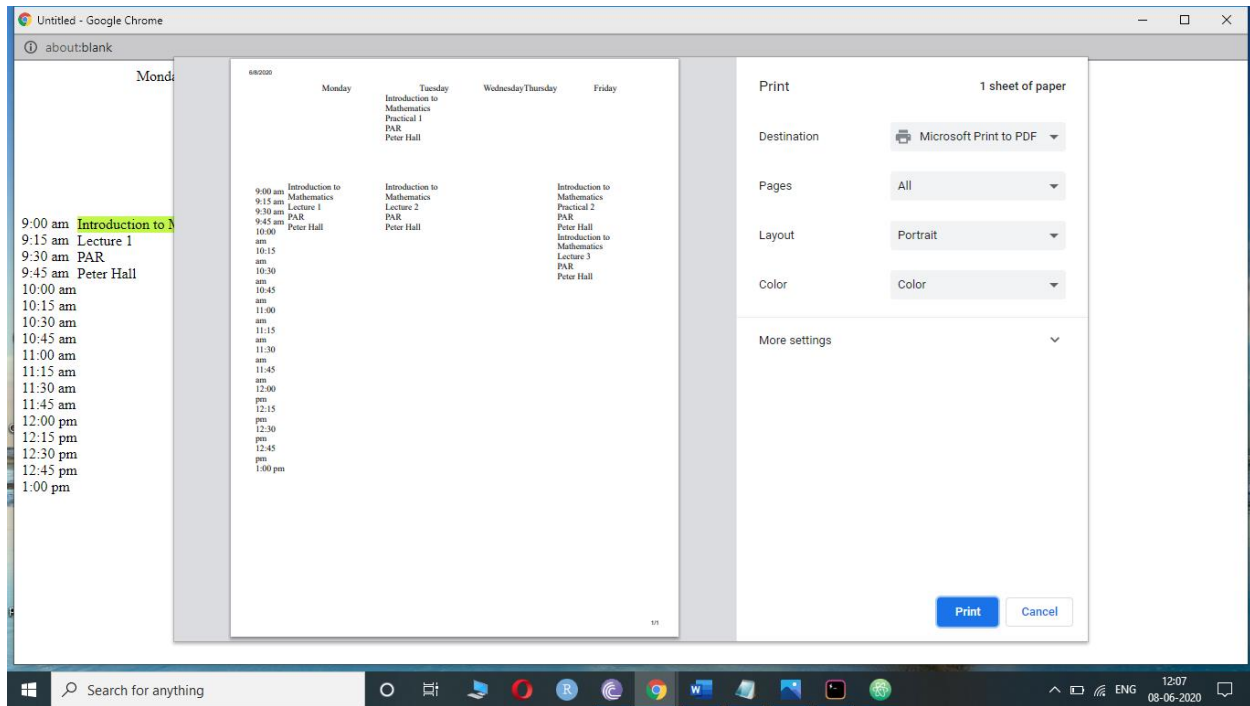 Untitled - Google Chrome
about:blank
Monda
9:00 am Introduction to M
9:15 am Lecture 1
9:30 am PAR
9:45 am Peter Hall
10:00 am
10:15 am
10:30 am
10:45 am
11:00 am
11:15 am
11:30 am
11:45 am
12:00 pm
12:15 pm
12:30 pm
12:45 pm
1:00 pm
6/8/2020
Monday Tuesday WednesdayThursday Friday
Introduction to
Mathematics
Practical 1
PAR
Peter Hall
9:00 am
9:15 am
9:30 am
9:45 am
10:00
am
10:15
am
10:30
am
10:45
am
11:00
am
11:15
am
11:30
am
11:45
am
12:00
pm
12:15
pm
12:30
pm
12:45
pm
1:00 pm
Introduction to
Mathematics
Lecture 1
PAR
Peter Hall
Introduction to
Mathematics
Lecture 2
PAR
Peter Hall
Introduction to
Mathematics
Practical 2
PAR
Peter Hall
Introduction to
Mathematics
Lecture 3
PAR
Peter Hall
1/1
Print 1 sheet of paper
Destination Microsoft Print to PDF
Pages All
Layout Portrait
Color Color
More settings
Print Cancel
Search for anything
R
W
ENG
12:07
08-06-2020